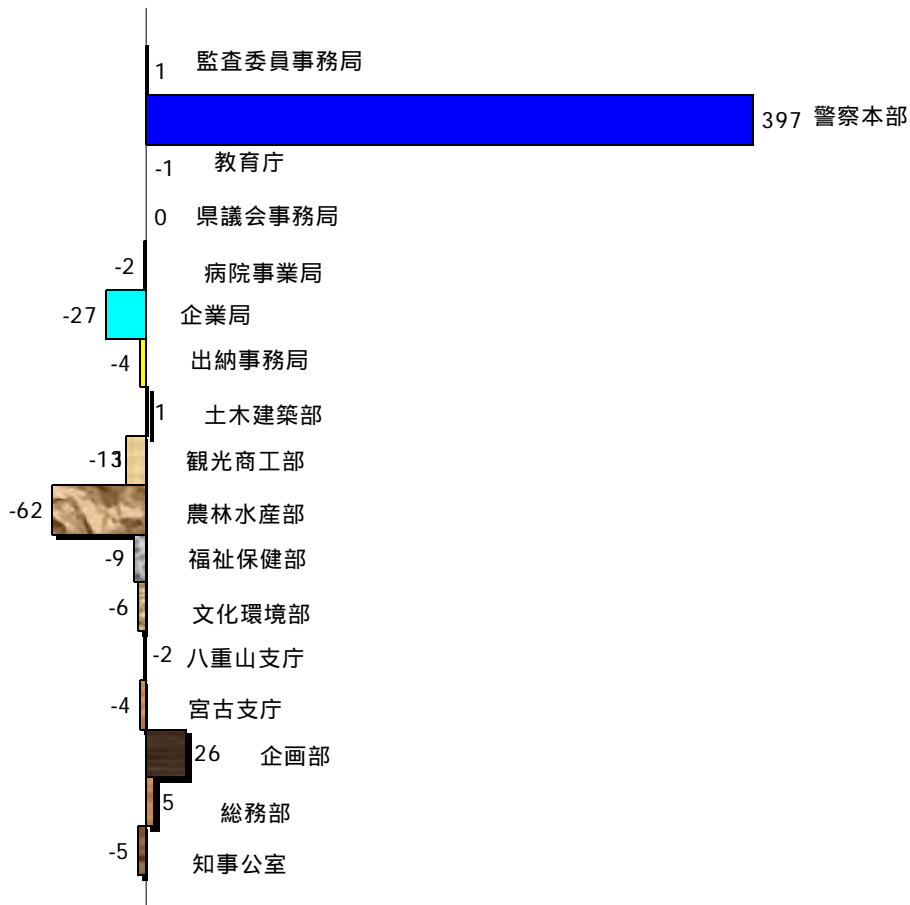 1 監査委員事務局
397 警察本部
-1 教育庁
0 県議会事務局
-2 病院事業局
-27 企業局
-4 出納事務局
1 土木建築部
-13 観光商工部
-62 農林水産部
-9 福祉保健部
-6 文化環境部
-2 八重山支庁
-4 宮古支庁
26 企画部
5 総務部
-5 知事公室